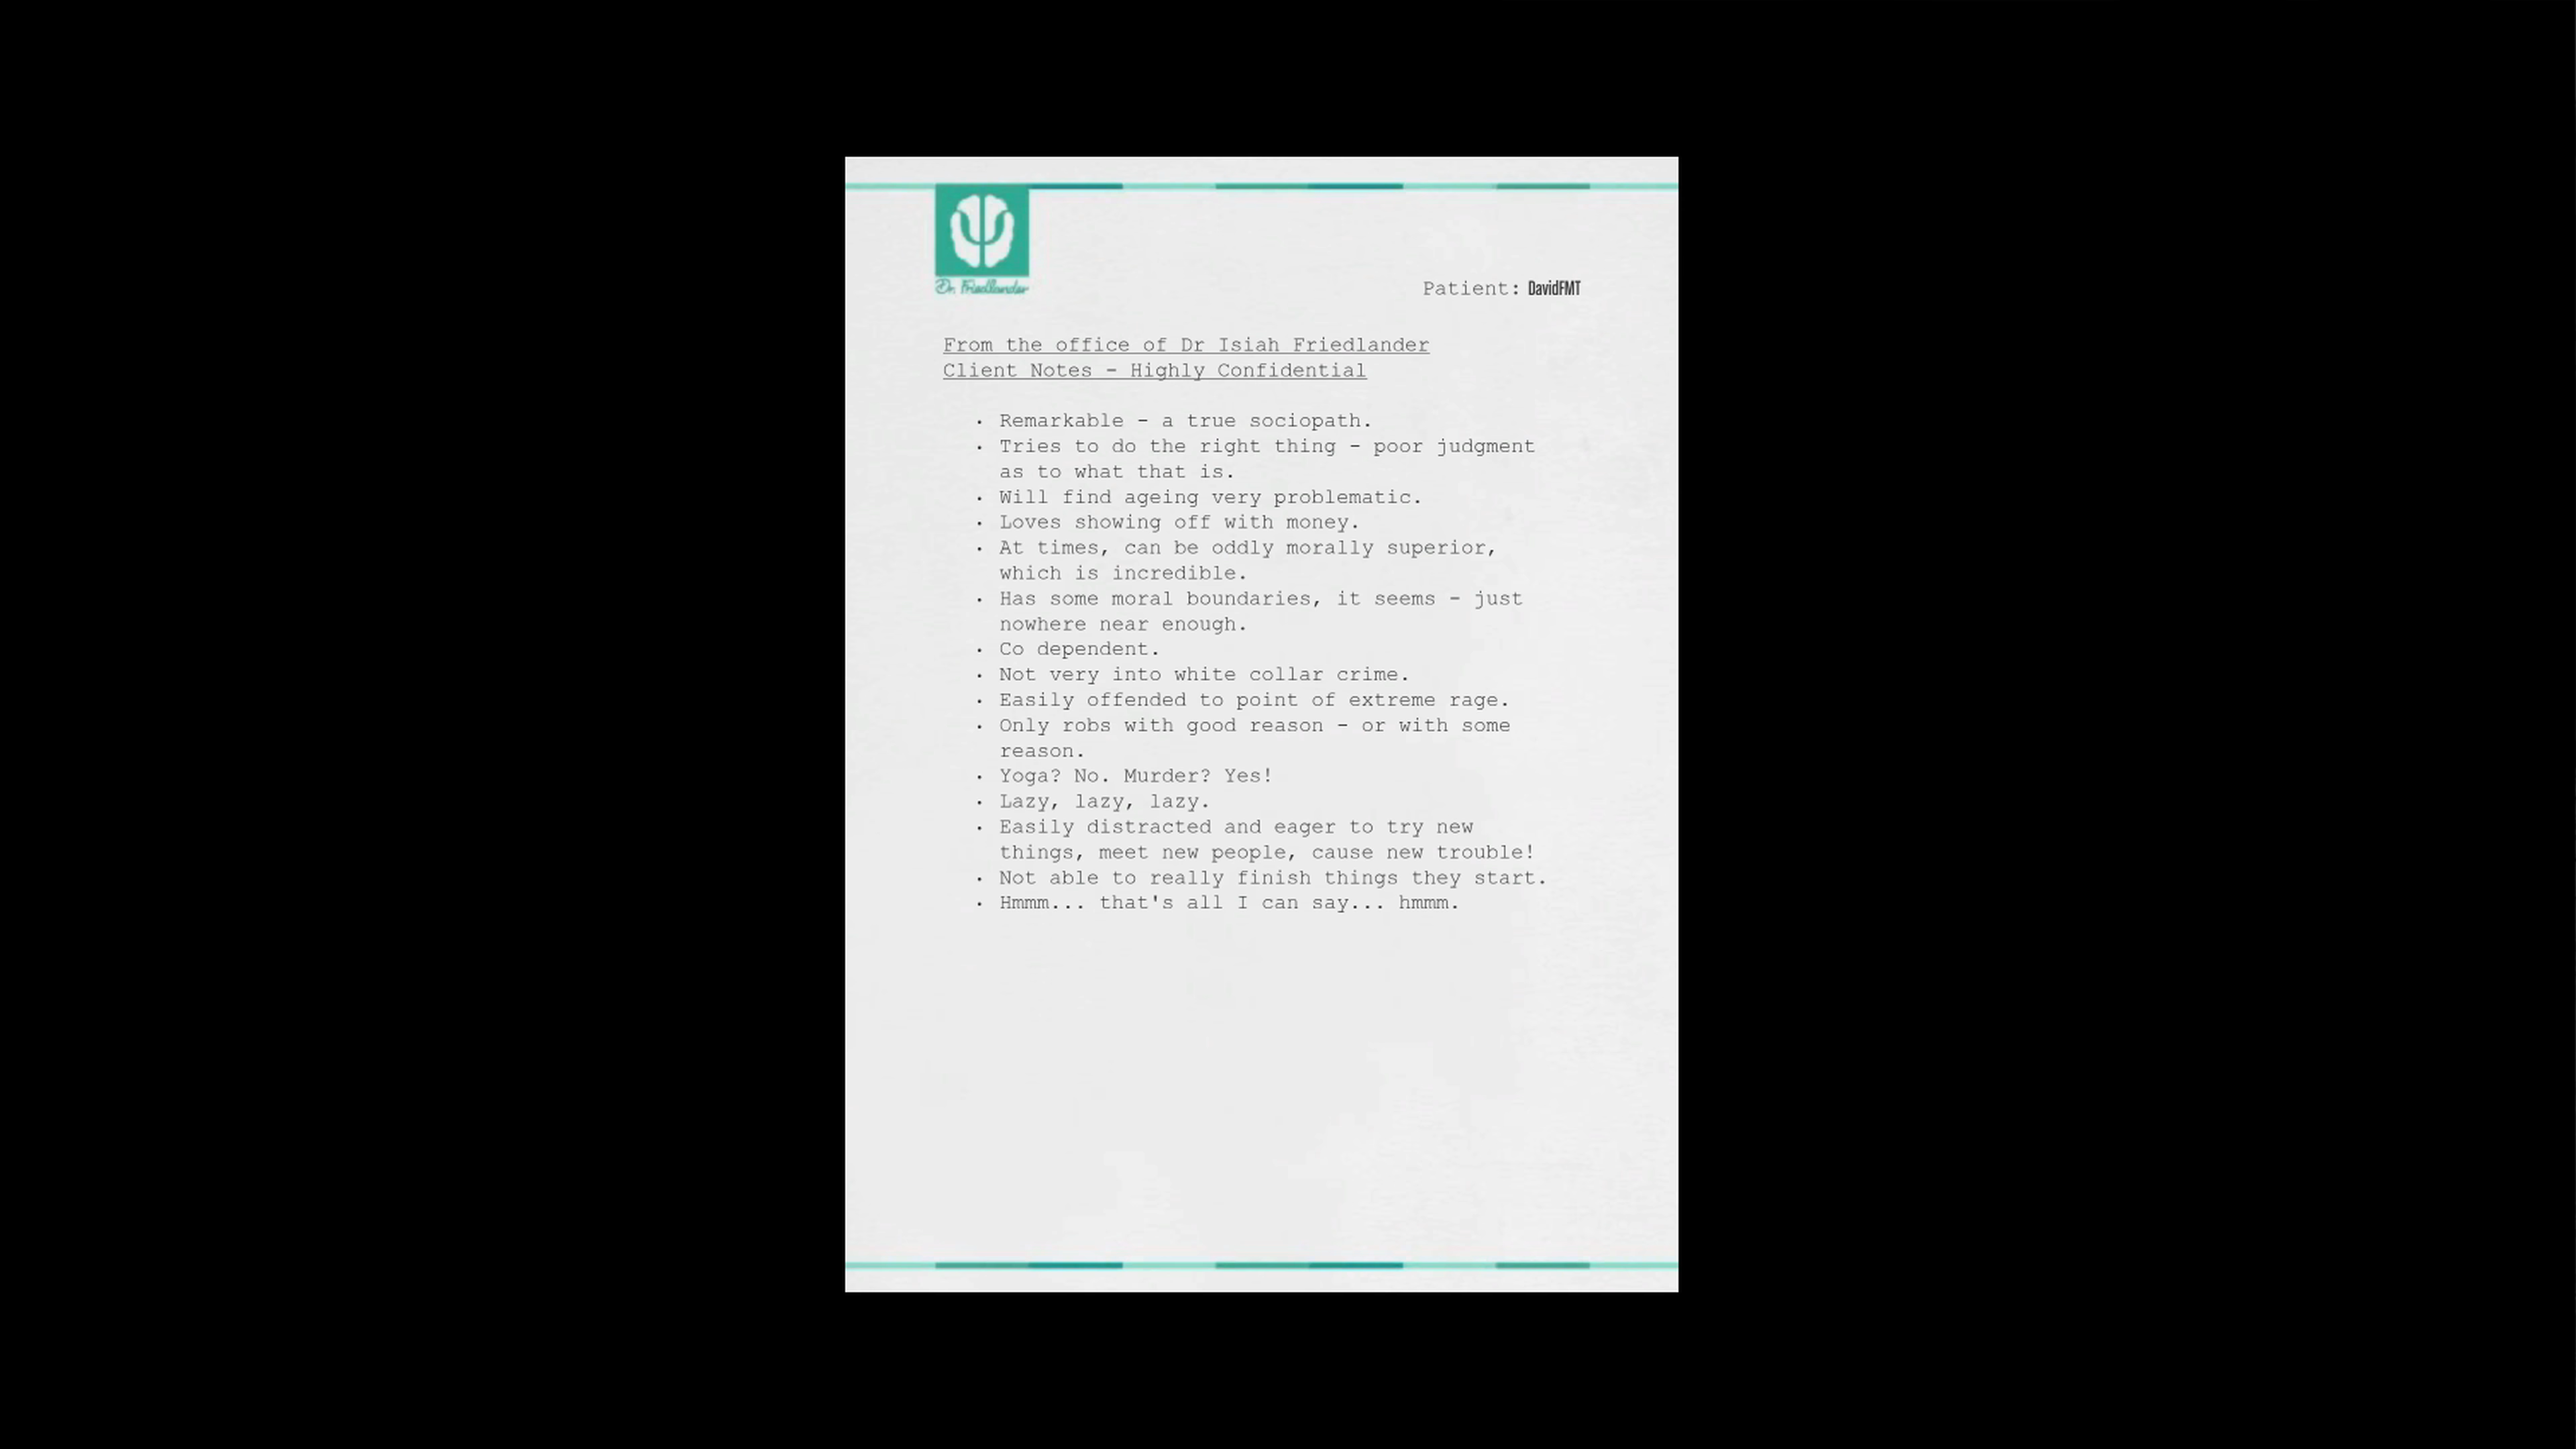 Dr. Friedlander
Patient: DavidFMT
From the office of Dr Isiah Friedlander
Client Notes - Highly Confidential
• Remarkable - a true sociopath.
• Tries to do the right thing - poor judgment
as to what that is.
• Will find ageing very problematic.
• Loves showing off with money.
• At times, can be oddly morally superior,
which is incredible.
• Has some moral boundaries, it seems - just
nowhere near enough.
• Co dependent.
• Not very into white collar crime.
• Easily offended to point of extreme rage.
• Only robs with good reason - or with some
reason.
• Yoga? No. Murder? Yes!
• Lazy, lazy, lazy.
• Easily distracted and eager to try new
things, meet new people, cause new trouble!
• Not able to really finish things they start.
• Hmmm... that's all I can say... hmmm.